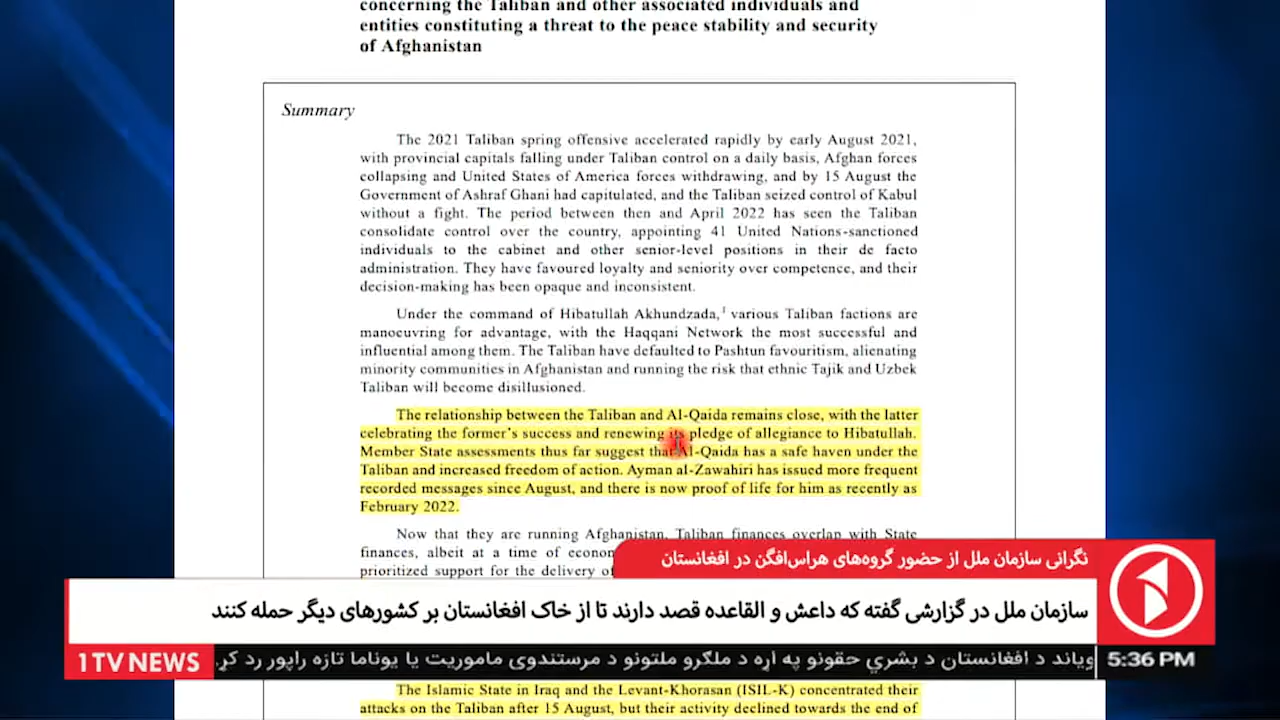 concerning the Taliban and other associated individuals and
entities constituting a threat to the peace stability and security
of Afghanistan
Summary
The 2021 Taliban spring offensive accelerated rapidly by early August 2021,
with provincial capitals falling under Taliban control on a daily basis, Afghan forces
collapsing and United States of America forces withdrawing, and by 15 August the
Government of Ashraf Ghani had capitulated, and the Taliban seized control of Kabul
without a fight. The period between then and April 2022 has seen the Taliban
consolidate control over the country, appointing 41 United Nations-sanctioned
individuals to the cabinet and other senior-level positions in their de facto
administration. They have favoured loyalty and seniority over competence, and their
decision-making has been opaque and inconsistent.
Under the command of Hibatullah Akhundzada,¹ various Taliban factions are
manoeuvring for advantage, with the Haqqani Network the most successful and
influential among them. The Taliban have defaulted to Pashtun favouritism, alienating
minority communities in Afghanistan and running the risk that ethnic Tajik and Uzbek
Taliban will become disillusioned.
The relationship between the Taliban and Al-Qaida remains close, with the latter
celebrating the former's success and renewing its pledge of allegiance to Hibatullah.
Member State assessments thus far suggest that Al-Qaida has a safe haven under the
Taliban and increased freedom of action. Ayman al-Zawahiri has issued more frequent
recorded messages since August, and there is now proof of life for him as recently as
February 2022.
Now that they are running Afghanistan, Taliban finances overlap with State
finances, albeit at a time of
prioritized support for the delivery of
نگرانی سازمان ملل از حضور گروه‌های هراس‌افگن در افغانستان
سازمان ملل در گزارشی گفته که داعش و القاعده قصد دارند تا از خاک افغانستان بر کشورهای دیگر حمله کنند
1TV NEWS
ویاند د افغانستان د بشري حقونو په اړه د ملګرو ملتونو د مرستندوی ماموریت یا یوناما تازه راپور رد کړ.
5:36 PM
The Islamic State in Iraq and the Levant-Khorasan (ISIL-K) concentrated their
attacks on the Taliban after 15 August, but their activity declined towards the end of